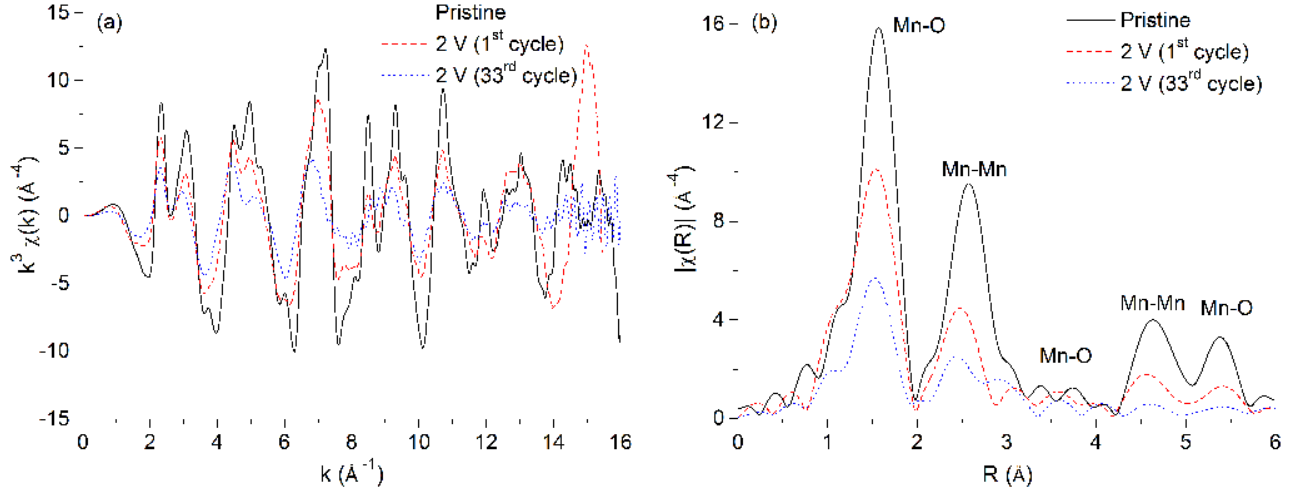 (a)
Pristine
2 V (1st cycle)
2 V (33rd cycle)
15
10
5
0
-5
-10
-15
k³ χ(k) (Å⁻⁴)
0 2 4 6 8 10 12 14 16
k (Å⁻¹)
(b)
Pristine
2 V (1st cycle)
2 V (33rd cycle)
Mn-O
Mn-Mn
Mn-O
Mn-Mn
Mn-O
16
12
8
4
0
|χ(R)| (Å⁻⁴)
0 1 2 3 4 5 6
R (Å)